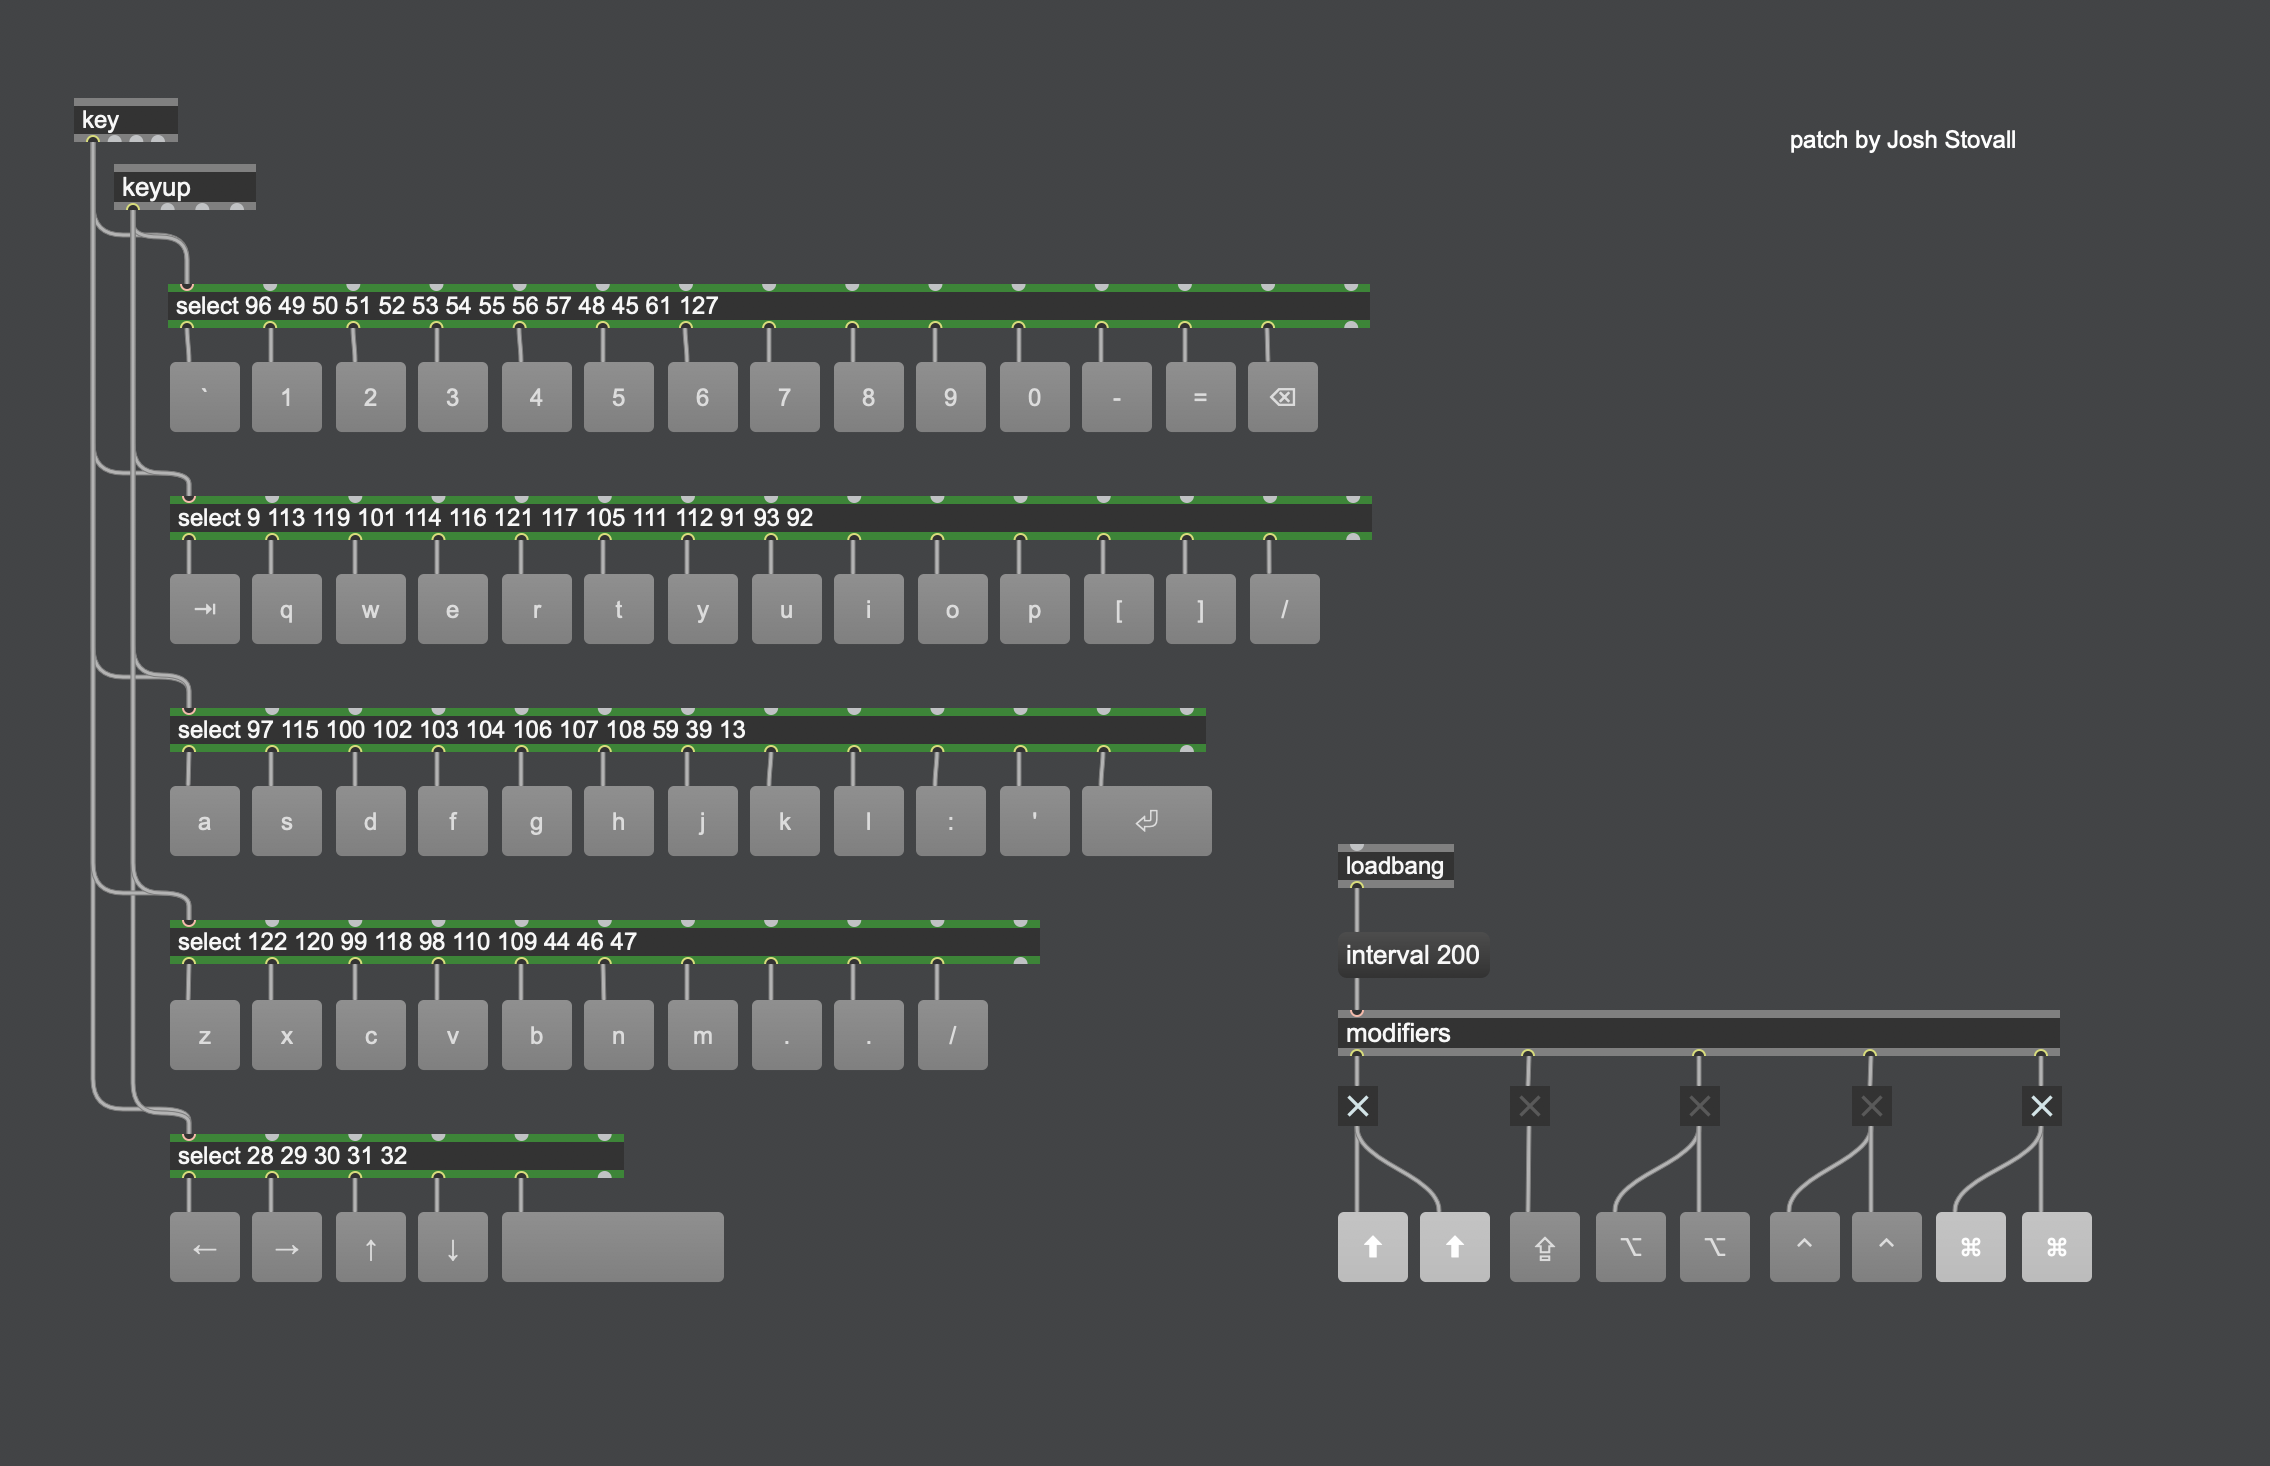 key
patch by Josh Stovall
keyup
select 96 49 50 51 52 53 54 55 56 57 48 45 61 127
` 1 2 3 4 5 6 7 8 9 0 - = ⌫
select 9 113 119 101 114 116 121 117 105 111 112 91 93 92
⇥ q w e r t y u i o p [ ] /
select 97 115 100 102 103 104 106 107 108 59 39 13
a s d f g h j k l : ' ⏎
loadbang
select 122 120 99 118 98 110 109 44 46 47
interval 200
z x c v b n m . . /
modifiers
select 28 29 30 31 32
← → ↑ ↓
⬆ ⬆ ⇪ ⌥ ⌥ ^ ^ ⌘ ⌘